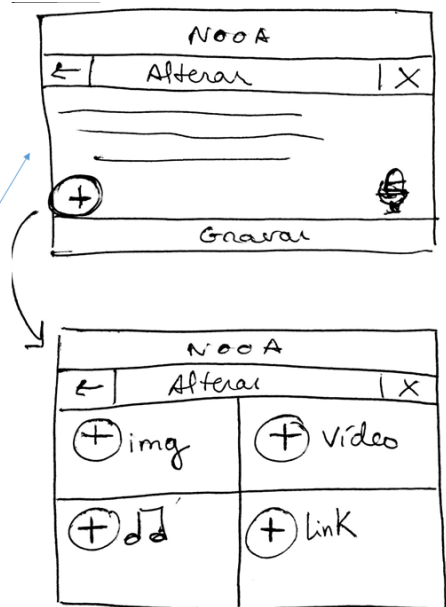 NOOA
← Alterar X
+
Gravar
NOOA
← Alterar X
+ img + vídeo
+ ♫ + link